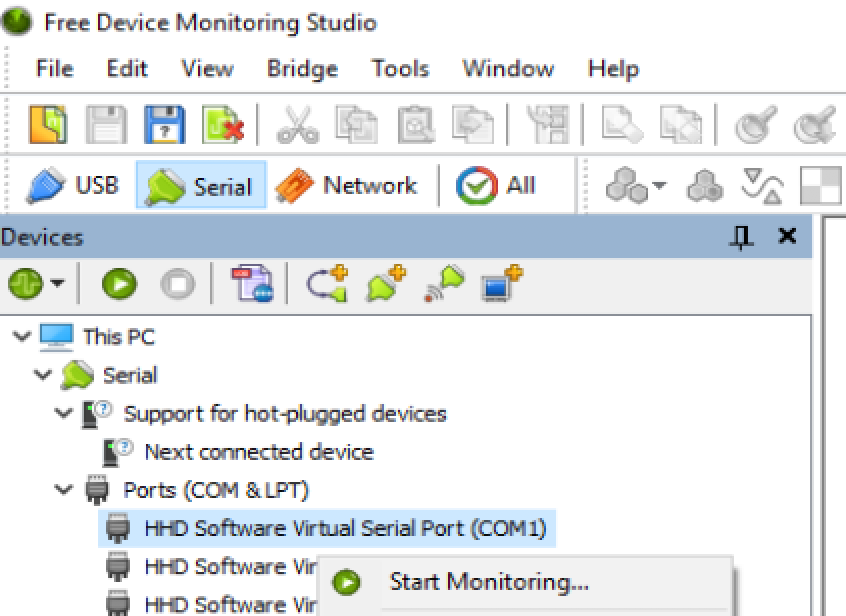 Free Device Monitoring Studio
File Edit View Bridge Tools Window Help
USB Serial Network All
Devices
This PC
Serial
Support for hot-plugged devices
Next connected device
Ports (COM & LPT)
HHD Software Virtual Serial Port (COM1)
HHD Software Vir
Start Monitoring...
HHD Software Vir